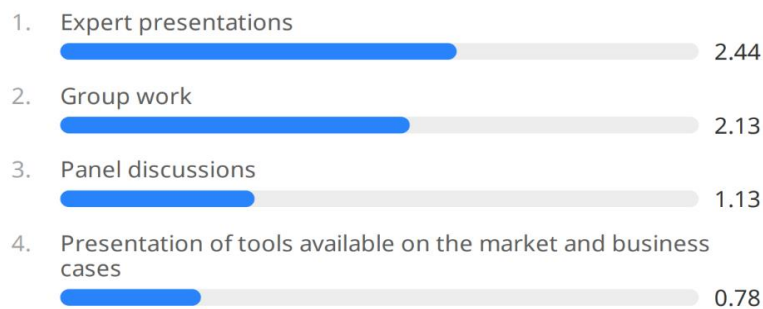 1. Expert presentations
2.44
2. Group work
2.13
3. Panel discussions
1.13
4. Presentation of tools available on the market and business
cases
0.78